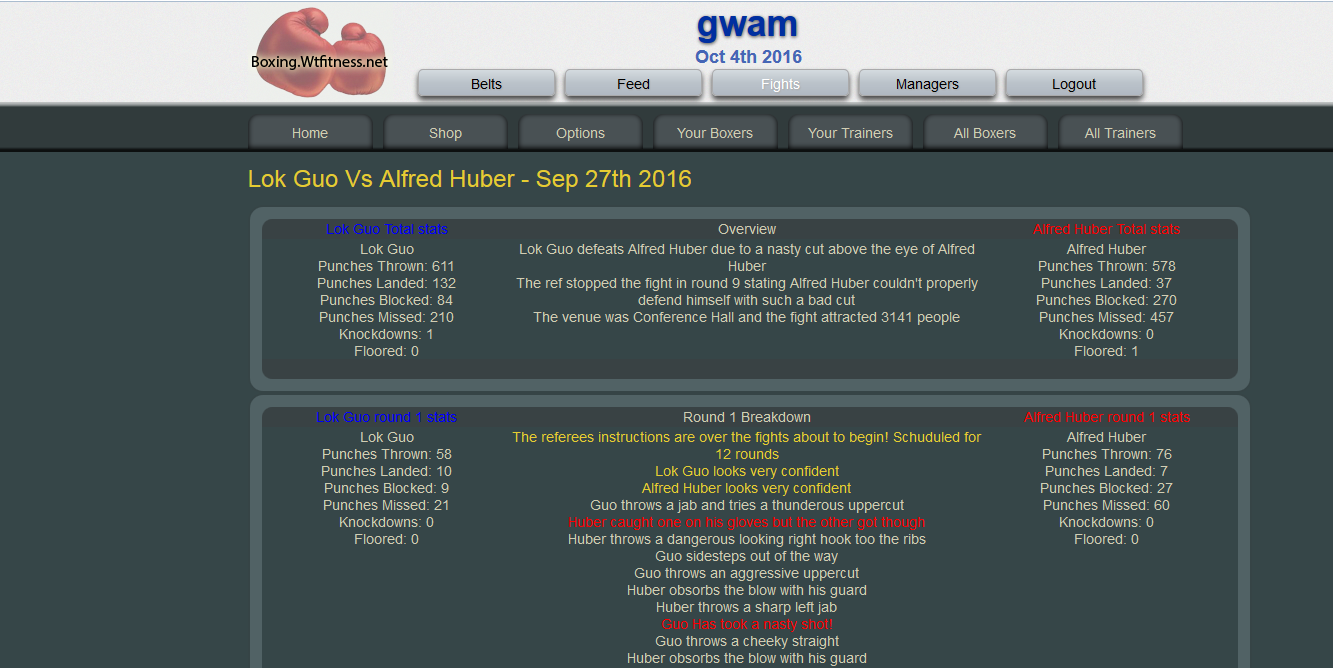 Boxing.Wtfitness.net
gwam
Oct 4th 2016
Belts
Feed
Fights
Managers
Logout
Home
Shop
Options
Your Boxers
Your Trainers
All Boxers
All Trainers
Lok Guo Vs Alfred Huber - Sep 27th 2016
Lok Guo Total stats
Lok Guo
Punches Thrown: 611
Punches Landed: 132
Punches Blocked: 84
Punches Missed: 210
Knockdowns: 1
Floored: 0
Overview
Lok Guo defeats Alfred Huber due to a nasty cut above the eye of Alfred
Huber
The ref stopped the fight in round 9 stating Alfred Huber couldn't properly
defend himself with such a bad cut
The venue was Conference Hall and the fight attracted 3141 people
Alfred Huber Total stats
Alfred Huber
Punches Thrown: 578
Punches Landed: 37
Punches Blocked: 270
Punches Missed: 457
Knockdowns: 0
Floored: 1
Lok Guo round 1 stats
Lok Guo
Punches Thrown: 58
Punches Landed: 10
Punches Blocked: 9
Punches Missed: 21
Knockdowns: 0
Floored: 0
Round 1 Breakdown
The referees instructions are over the fights about to begin! Schuduled for
12 rounds
Lok Guo looks very confident
Alfred Huber looks very confident
Guo throws a jab and tries a thunderous uppercut
Huber caught one on his gloves but the other got though
Huber throws a dangerous looking right hook too the ribs
Guo sidesteps out of the way
Guo throws an aggressive uppercut
Huber obsorbs the blow with his guard
Huber throws a sharp left jab
Guo Has took a nasty shot!
Guo throws a cheeky straight
Huber obsorbs the blow with his guard
Alfred Huber round 1 stats
Alfred Huber
Punches Thrown: 76
Punches Landed: 7
Punches Blocked: 27
Punches Missed: 60
Knockdowns: 0
Floored: 0